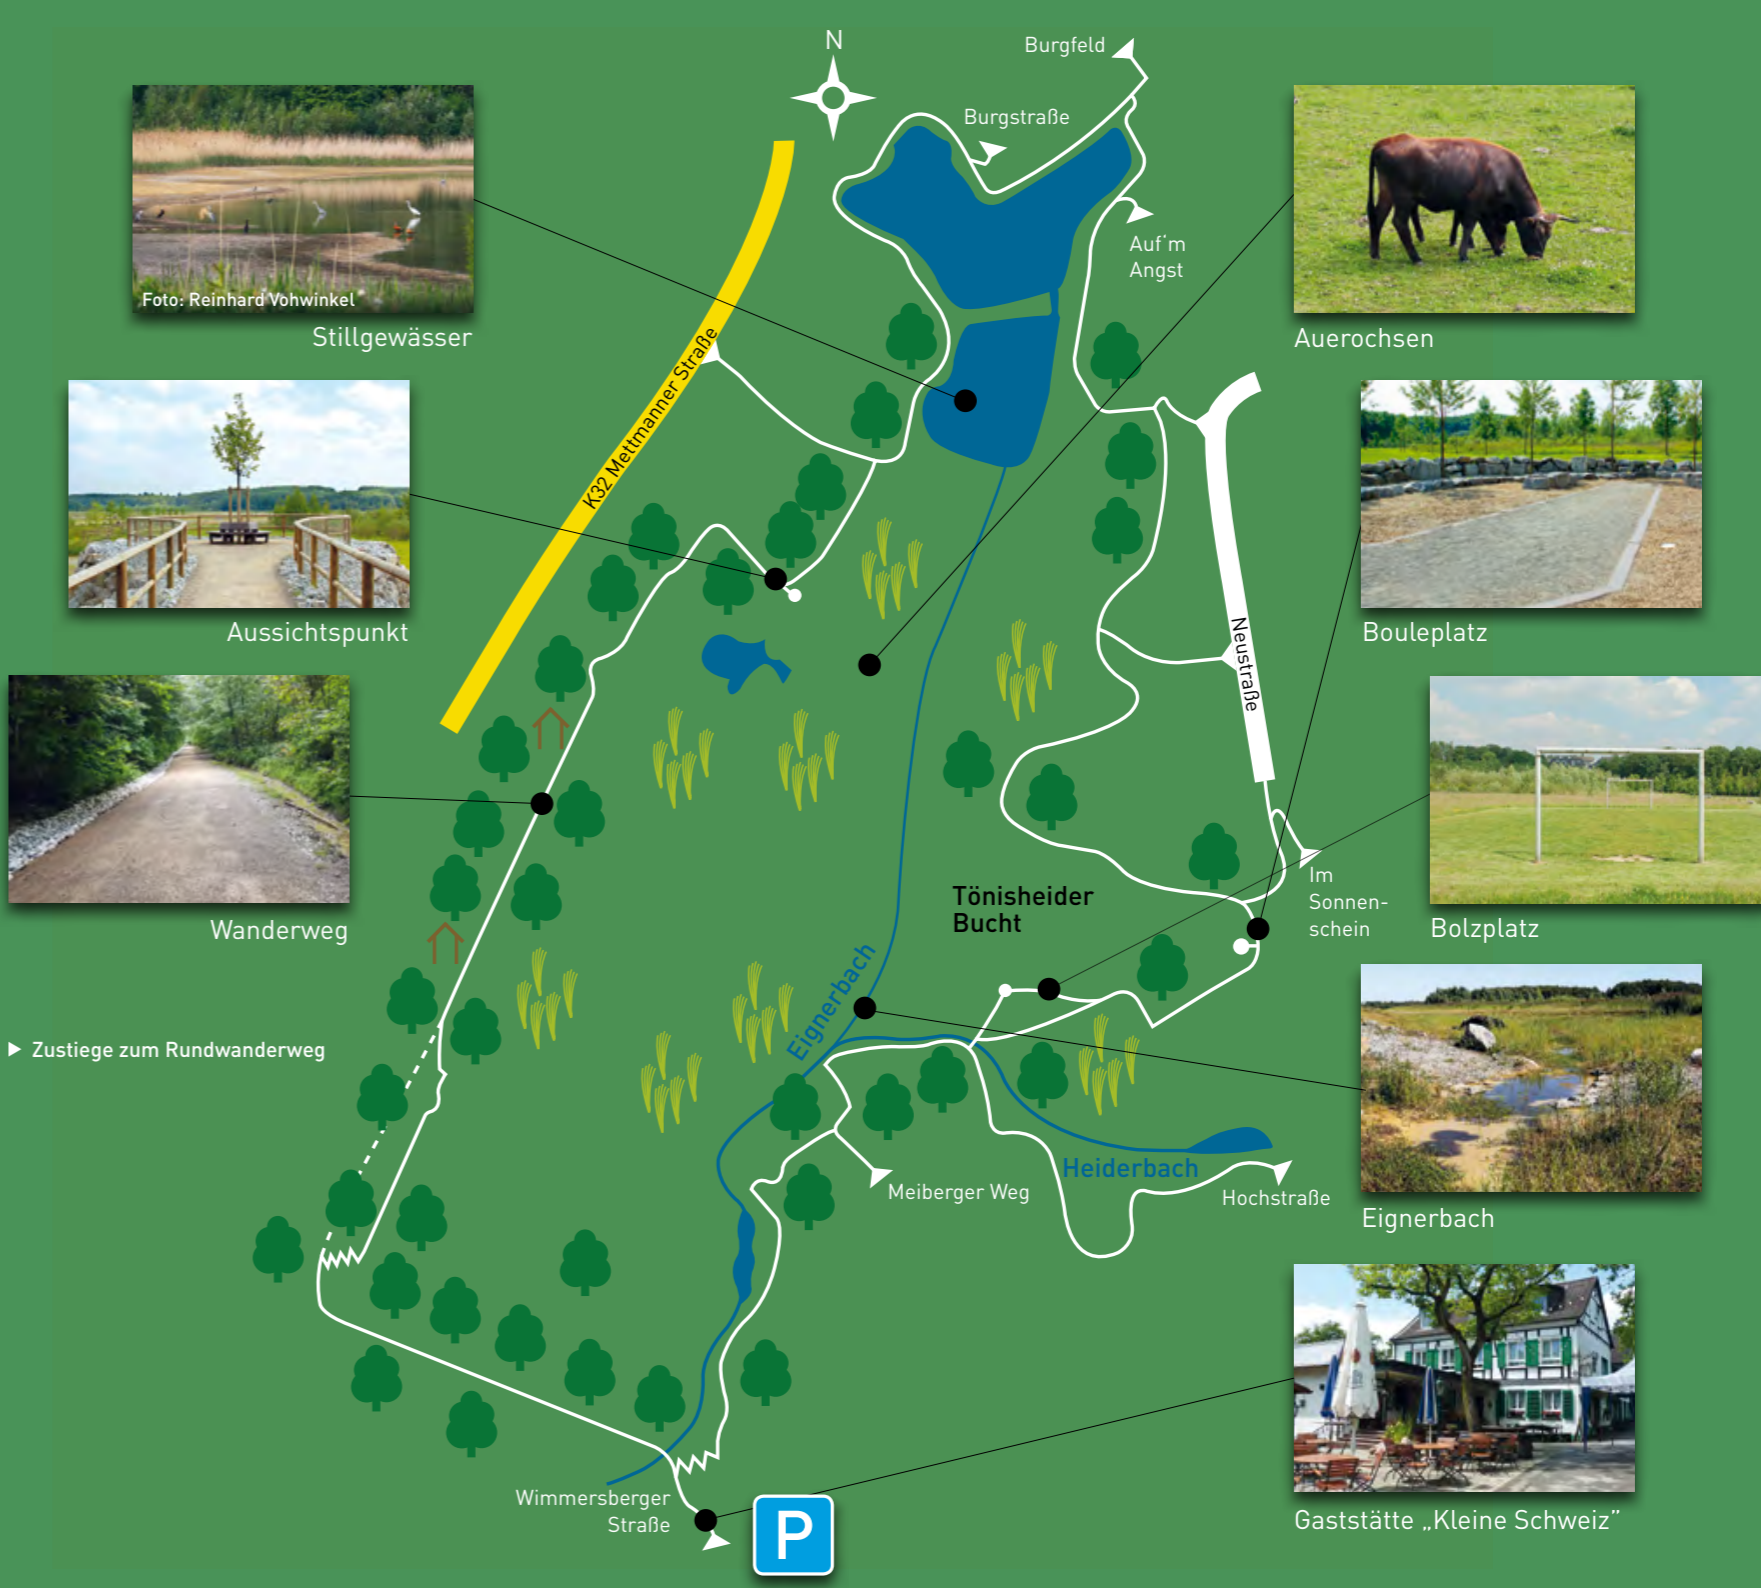 N
Burgfeld
Burgstraße
Auf'm
Angst
Foto: Reinhard Vohwinkel
Stillgewässer
Auerochsen
K32 Mettmanner Straße
Aussichtspunkt
Bouleplatz
Neustraße
Wanderweg
Tönisheider
Bucht
Im
Sonnen-
schein
Bolzplatz
Eignerbach
▶ Zustiege zum Rundwanderweg
Heiderbach
Meiberger Weg
Hochstraße
Eignerbach
Wimmersberger
Straße
P
Gaststätte „Kleine Schweiz”